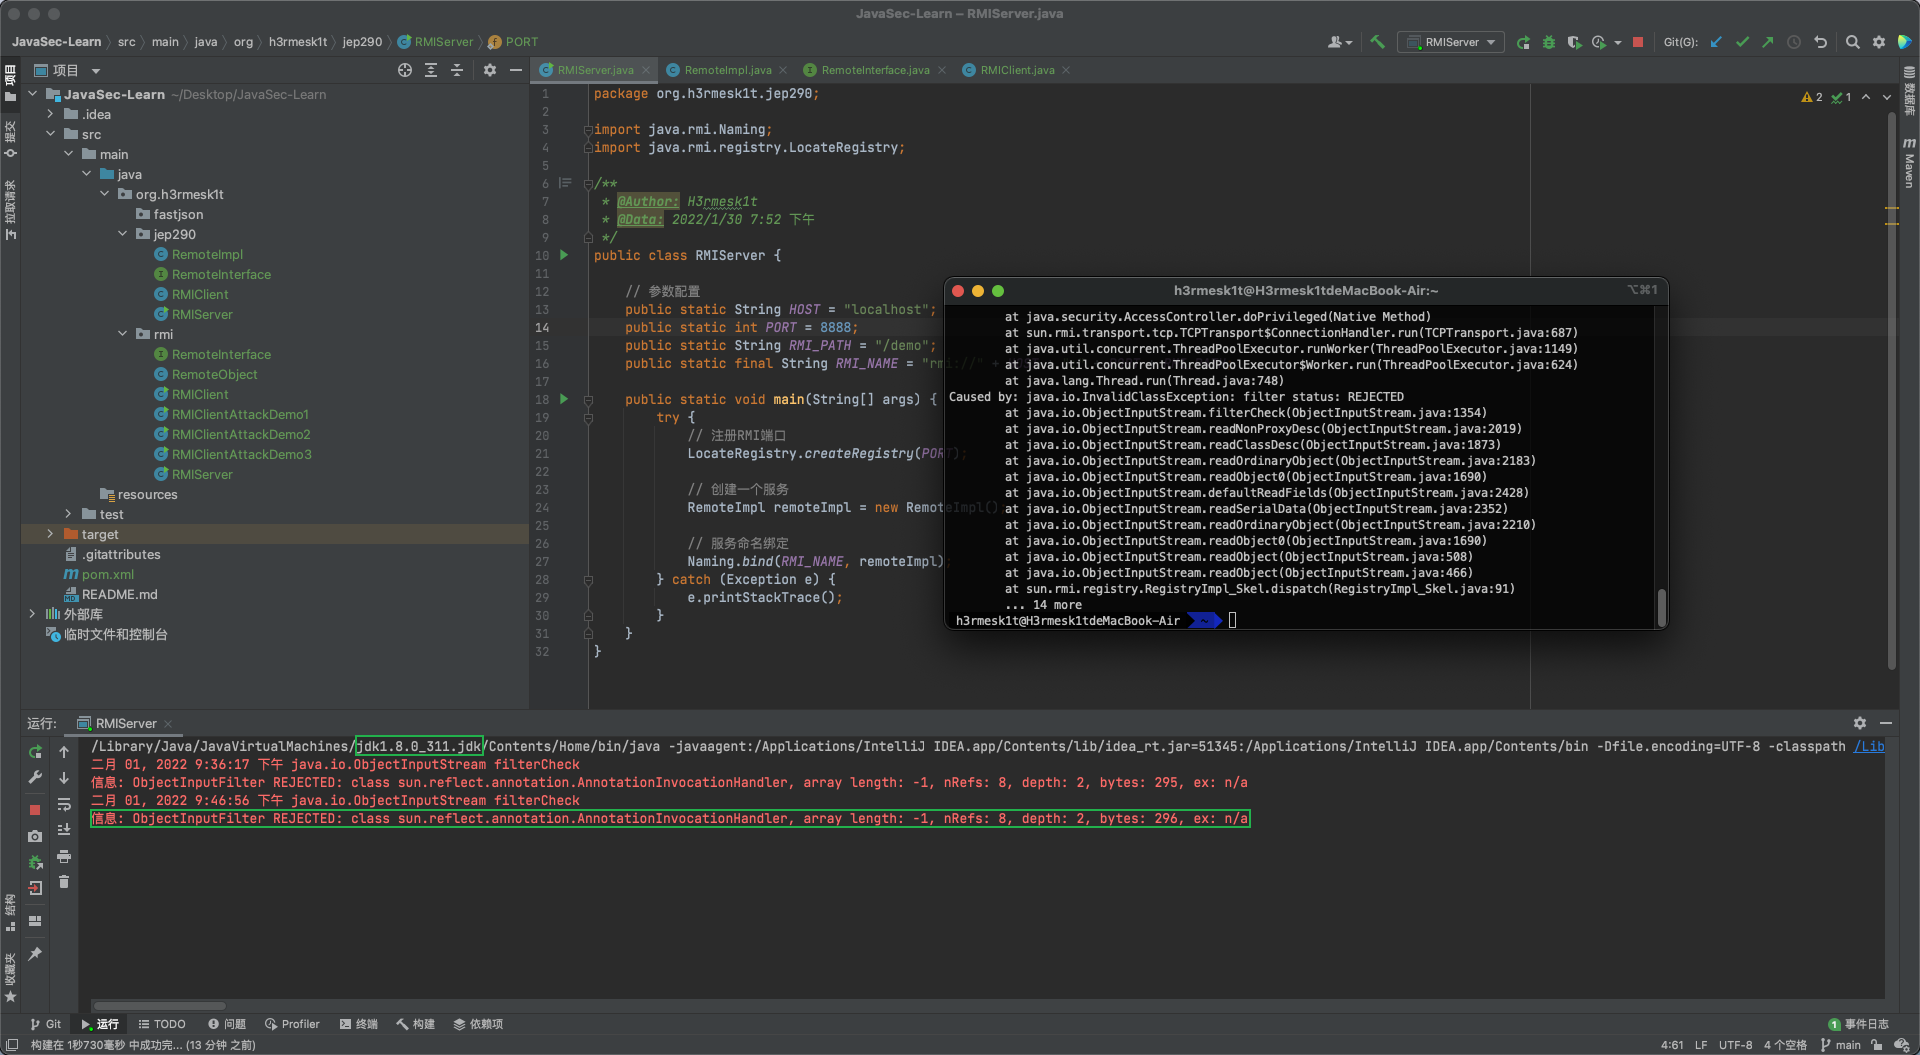 JavaSec-Learn – RMIServer.java
JavaSec-Learn
src
main
java
org
h3rmesk1t
jep290
RMIServer
PORT
RMIServer
Git(G):
项目
RMIServer.java
RemoteImpl.java
RemoteInterface.java
RMIClient.java
项目
提交
拉取请求
结构
收藏夹
数据库
Maven
JavaSec-Learn ~/Desktop/JavaSec-Learn
.idea
src
main
java
org.h3rmesk1t
fastjson
jep290
RemoteImpl
RemoteInterface
RMIClient
RMIServer
rmi
RemoteInterface
RemoteObject
RMIClient
RMIClientAttackDemo1
RMIClientAttackDemo2
RMIClientAttackDemo3
RMIServer
resources
test
target
.gitattributes
pom.xml
README.md
外部库
临时文件和控制台
2 1
1 package org.h3rmesk1t.jep290;
2
3 import java.rmi.Naming;
4 import java.rmi.registry.LocateRegistry;
5
6 /**
7 * @Author: H3rmesk1t
8 * @Data: 2022/1/30 7:52 下午
9 */
10 public class RMIServer {
11
12 // 参数配置
13 public static String HOST = "localhost";
14 public static int PORT = 8888;
15 public static String RMI_PATH = "/demo";
16 public static final String RMI_NAME = "rmi://" +
17
18 public static void main(String[] args) {
19 try {
20 // 注册RMI端口
21 LocateRegistry.createRegistry(PORT);
22
23 // 创建一个服务
24 RemoteImpl remoteImpl = new RemoteImpl();
25
26 // 服务命名绑定
27 Naming.bind(RMI_NAME, remoteImpl);
28 } catch (Exception e) {
29 e.printStackTrace();
30 }
31 }
32 }
h3rmesk1t@H3rmesk1tdeMacBook-Air:~
⌥⌘1
at java.security.AccessController.doPrivileged(Native Method)
at sun.rmi.transport.tcp.TCPTransport$ConnectionHandler.run(TCPTransport.java:687)
at java.util.concurrent.ThreadPoolExecutor.runWorker(ThreadPoolExecutor.java:1149)
at java.util.concurrent.ThreadPoolExecutor$Worker.run(ThreadPoolExecutor.java:624)
at java.lang.Thread.run(Thread.java:748)
Caused by: java.io.InvalidClassException: filter status: REJECTED
at java.io.ObjectInputStream.filterCheck(ObjectInputStream.java:1354)
at java.io.ObjectInputStream.readNonProxyDesc(ObjectInputStream.java:2019)
at java.io.ObjectInputStream.readClassDesc(ObjectInputStream.java:1873)
at java.io.ObjectInputStream.readOrdinaryObject(ObjectInputStream.java:2183)
at java.io.ObjectInputStream.readObject0(ObjectInputStream.java:1690)
at java.io.ObjectInputStream.defaultReadFields(ObjectInputStream.java:2428)
at java.io.ObjectInputStream.readSerialData(ObjectInputStream.java:2352)
at java.io.ObjectInputStream.readOrdinaryObject(ObjectInputStream.java:2210)
at java.io.ObjectInputStream.readObject0(ObjectInputStream.java:1690)
at java.io.ObjectInputStream.readObject(ObjectInputStream.java:508)
at java.io.ObjectInputStream.readObject(ObjectInputStream.java:466)
at sun.rmi.registry.RegistryImpl_Skel.dispatch(RegistryImpl_Skel.java:91)
... 14 more
h3rmesk1t@H3rmesk1tdeMacBook-Air ~
运行: RMIServer
/Library/Java/JavaVirtualMachines/jdk1.8.0_311.jdk/Contents/Home/bin/java -javaagent:/Applications/IntelliJ IDEA.app/Contents/lib/idea_rt.jar=51345:/Applications/IntelliJ IDEA.app/Contents/bin -Dfile.encoding=UTF-8 -classpath /Lib
二月 01, 2022 9:36:17 下午 java.io.ObjectInputStream filterCheck
信息: ObjectInputFilter REJECTED: class sun.reflect.annotation.AnnotationInvocationHandler, array length: -1, nRefs: 8, depth: 2, bytes: 295, ex: n/a
二月 01, 2022 9:46:56 下午 java.io.ObjectInputStream filterCheck
信息: ObjectInputFilter REJECTED: class sun.reflect.annotation.AnnotationInvocationHandler, array length: -1, nRefs: 8, depth: 2, bytes: 296, ex: n/a
Git
运行
TODO
问题
Profiler
终端
构建
依赖项
1 事件日志
构建在 1秒730毫秒 中成功完... (13 分钟 之前)
4:61 LF UTF-8 4 个空格 main